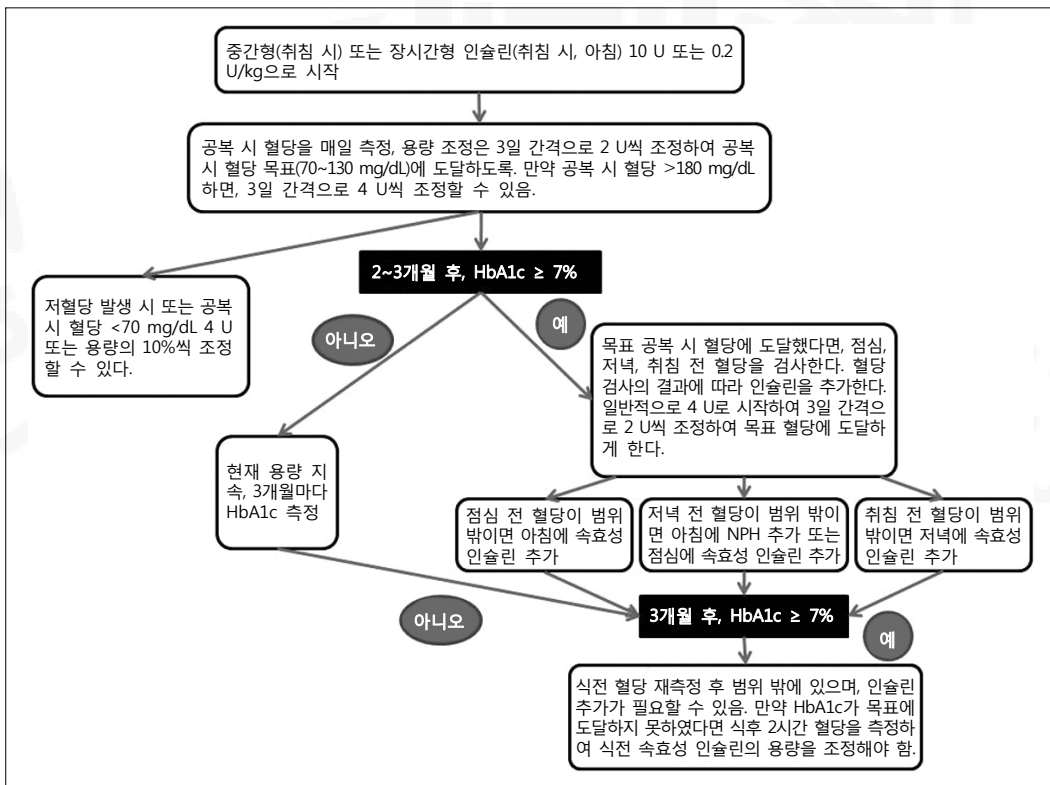 중간형(취침 시) 또는 장시간형 인슐린(취침 시, 아침) 10 U 또는 0.2
U/kg으로 시작
공복 시 혈당을 매일 측정, 용량 조정은 3일 간격으로 2 U씩 조정하여 공복
시 혈당 목표(70~130 mg/dL)에 도달하도록. 만약 공복 시 혈당 >180 mg/dL
하면, 3일 간격으로 4 U씩 조정할 수 있음.
2~3개월 후, HbA1c ≥ 7%
저혈당 발생 시 또는 공복
시 혈당 <70 mg/dL 4 U
또는 용량의 10%씩 조정
할 수 있다.
아니오
예
목표 공복 시 혈당에 도달했다면, 점심,
저녁, 취침 전 혈당을 검사한다. 혈당
검사의 결과에 따라 인슐린을 추가한다.
일반적으로 4 U로 시작하여 3일 간격으
로 2 U씩 조정하여 목표 혈당에 도달하
게 한다.
현재 용량 지
속, 3개월마다
HbA1c 측정
점심 전 혈당이 범위
밖이면 아침에 속효성
인슐린 추가
저녁 전 혈당이 범위 밖이
면 아침에 NPH 추가 또는
점심에 속효성 인슐린 추가
취침 전 혈당이 범위
밖이면 저녁에 속효성
인슐린 추가
아니오
3개월 후, HbA1c ≥ 7%
예
식전 혈당 재측정 후 범위 밖에 있으며, 인슐린
추가가 필요할 수 있음. 만약 HbA1c가 목표에
도달하지 못하였다면 식후 2시간 혈당을 측정하
여 식전 속효성 인슐린의 용량을 조정해야 함.